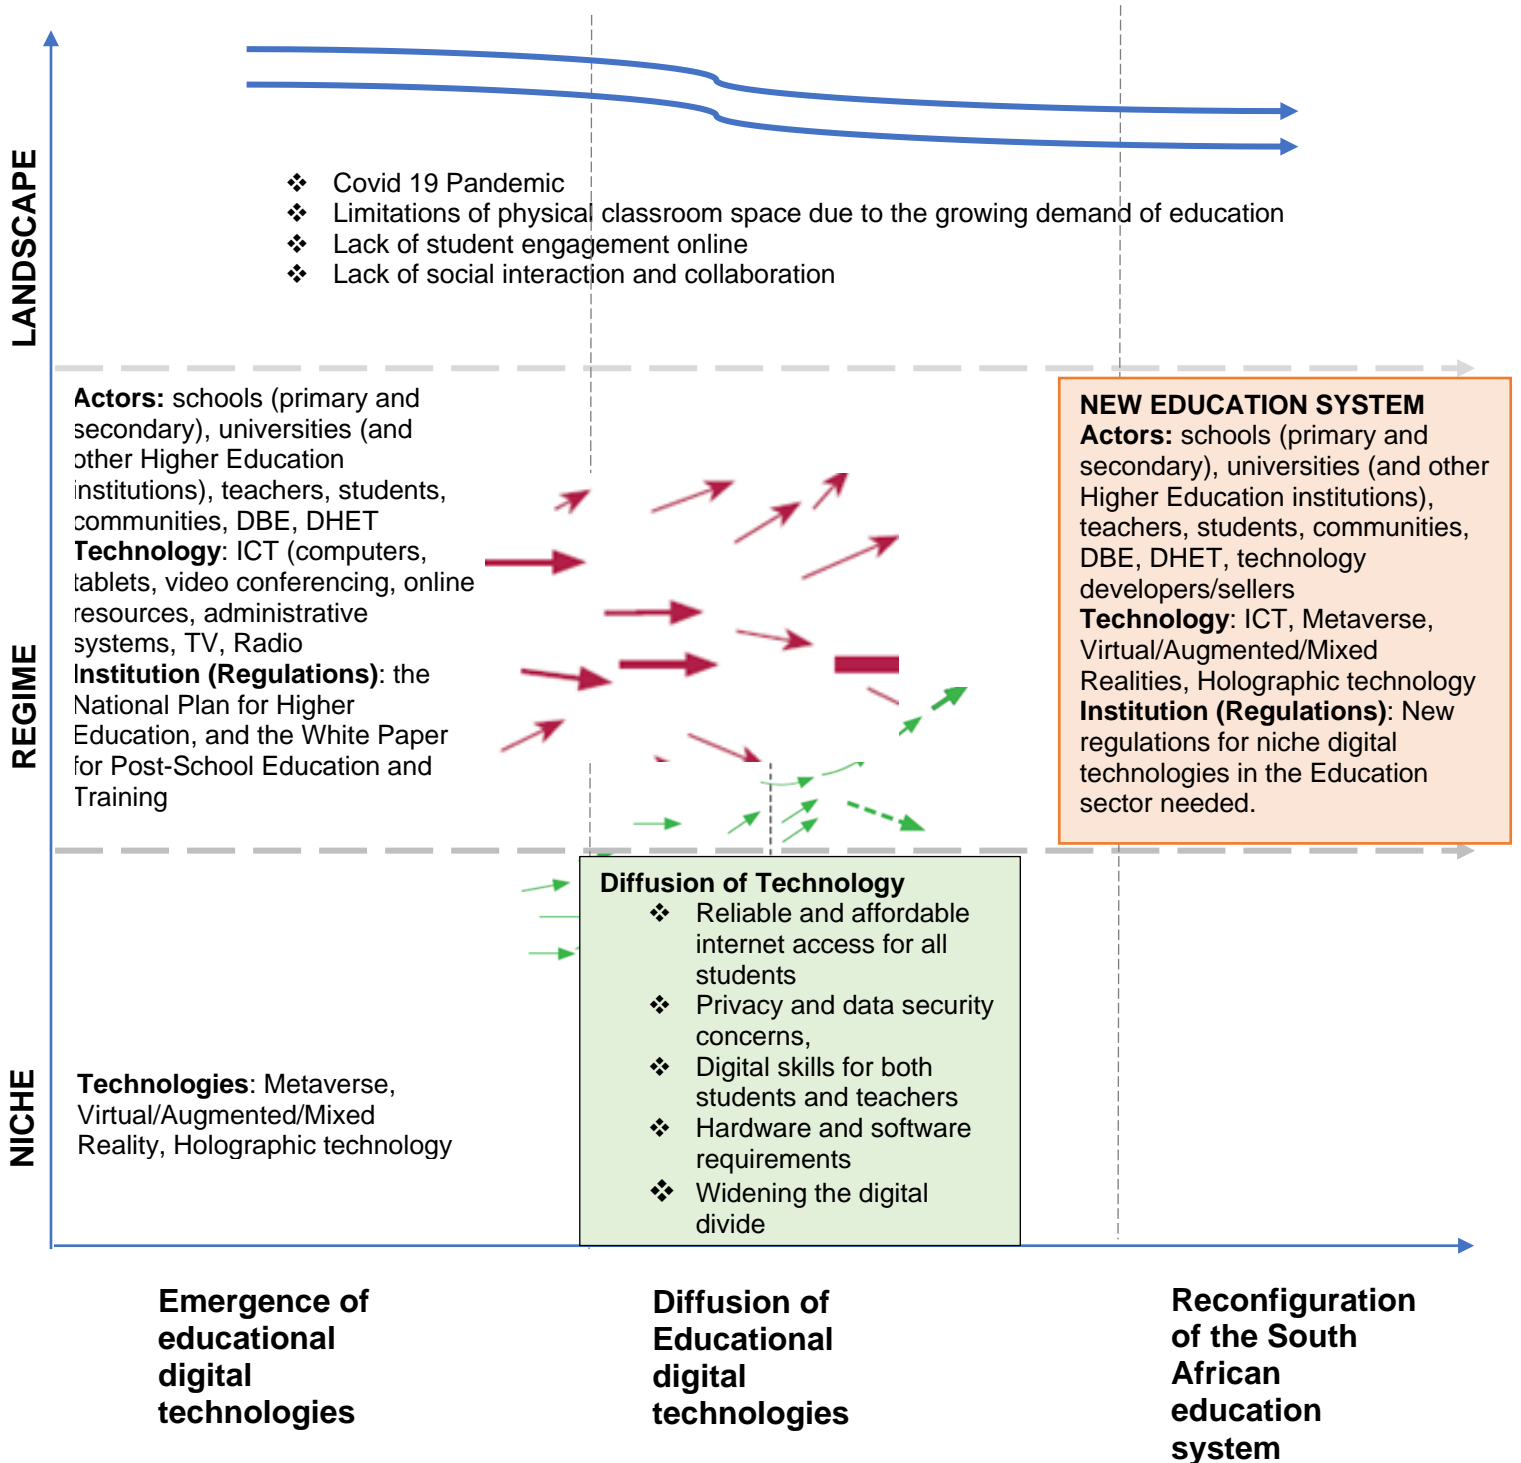 LANDSCAPE
❖ Covid 19 Pandemic
❖ Limitations of physical classroom space due to the growing demand of education
❖ Lack of student engagement online
❖ Lack of social interaction and collaboration
REGIME
Actors: schools (primary and
secondary), universities (and
other Higher Education
institutions), teachers, students,
communities, DBE, DHET
Technology: ICT (computers,
tablets, video conferencing, online
resources, administrative
systems, TV, Radio
Institution (Regulations): the
National Plan for Higher
Education, and the White Paper
for Post-School Education and
Training
NEW EDUCATION SYSTEM
Actors: schools (primary and
secondary), universities (and other
Higher Education institutions),
teachers, students, communities,
DBE, DHET, technology
developers/sellers
Technology: ICT, Metaverse,
Virtual/Augmented/Mixed
Realities, Holographic technology
Institution (Regulations): New
regulations for niche digital
technologies in the Education
sector needed.
NICHE
Technologies: Metaverse,
Virtual/Augmented/Mixed
Reality, Holographic technology
Diffusion of Technology
❖ Reliable and affordable
internet access for all
students
❖ Privacy and data security
concerns,
❖ Digital skills for both
students and teachers
❖ Hardware and software
requirements
❖ Widening the digital
divide
Emergence of
educational
digital
technologies
Diffusion of
Educational
digital
technologies
Reconfiguration
of the South
African
education
system